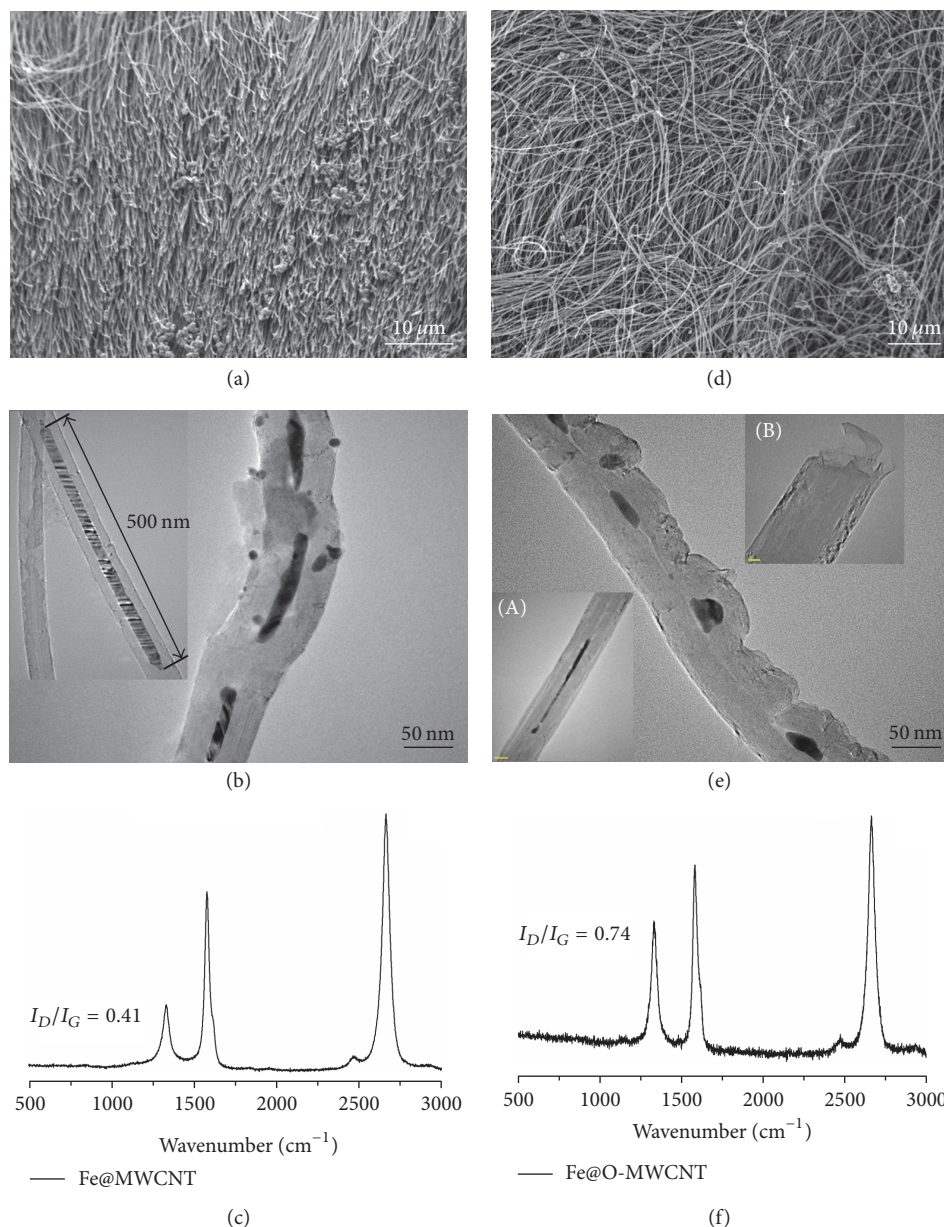 10 μm
(a)
10 μm
(d)
500 nm
50 nm
(b)
(B)
(A)
50 nm
(e)
I_D/I_G = 0.41
500 1000 1500 2000 2500 3000
Wavenumber (cm⁻¹)
Fe@MWCNT
(c)
I_D/I_G = 0.74
500 1000 1500 2000 2500 3000
Wavenumber (cm⁻¹)
Fe@O-MWCNT
(f)